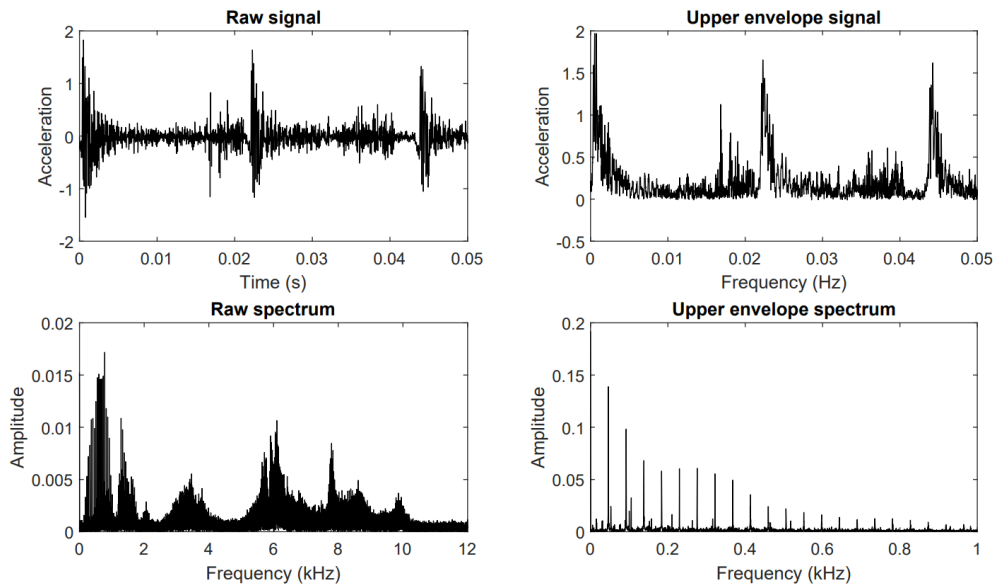 Raw signal
2
1
0
-1
-2
Acceleration
0 0.01 0.02 0.03 0.04 0.05
Time (s)
Upper envelope signal
2
1.5
1
0.5
0
-0.5
Acceleration
0 0.01 0.02 0.03 0.04 0.05
Frequency (Hz)
Raw spectrum
0.02
0.015
0.01
0.005
0
Amplitude
0 2 4 6 8 10 12
Frequency (kHz)
Upper envelope spectrum
0.2
0.15
0.1
0.05
0
Amplitude
0 0.2 0.4 0.6 0.8 1
Frequency (kHz)